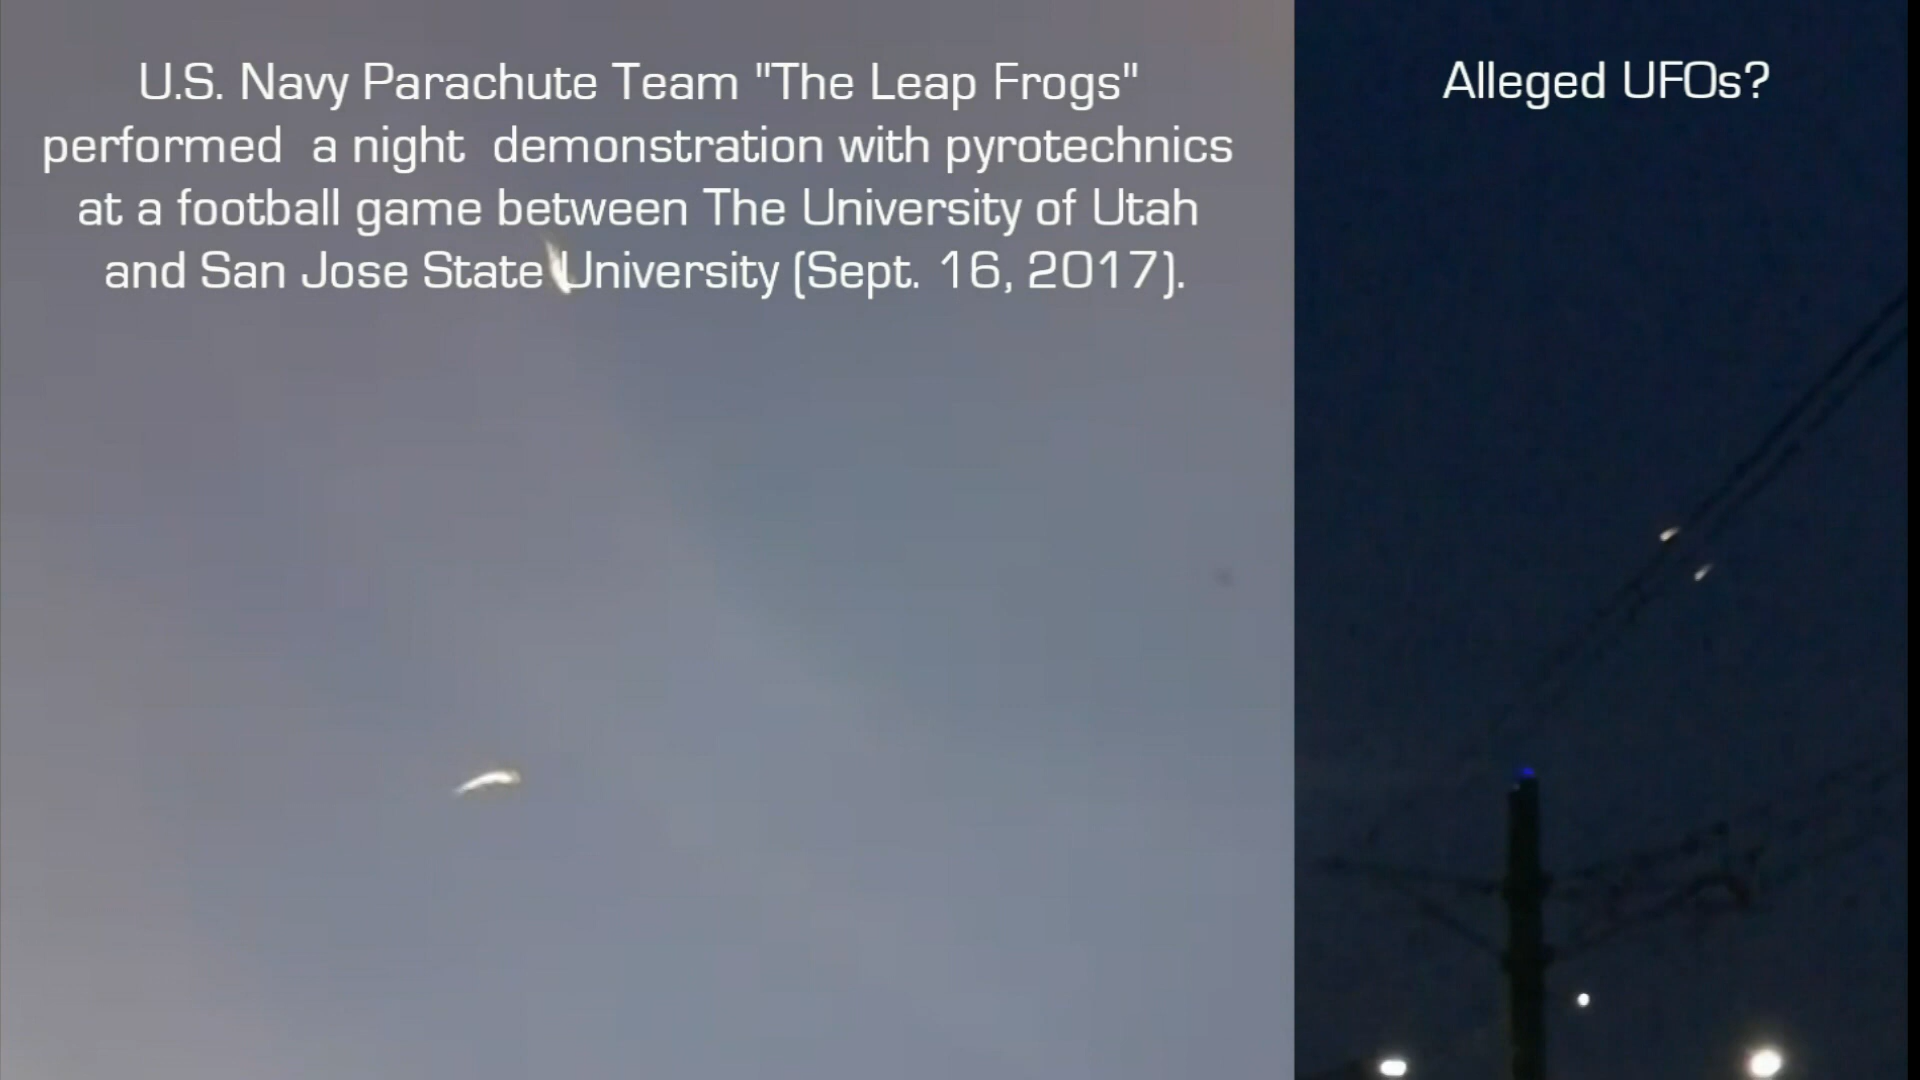 U.S. Navy Parachute Team "The Leap Frogs"
performed a night demonstration with pyrotechnics
at a football game between The University of Utah
and San Jose State University (Sept. 16, 2017).
Alleged UFOs?